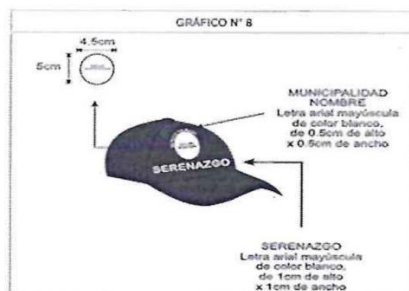 GRÁFICO N° 8
4.5cm
5cm
MUNICIPALIDAD
NOMBRE
Letra arial mayúscula
de color blanco,
de 0.5cm de alto
x 0.5cm de ancho
SERENAZGO
SERENAZGO
Letra arial mayúscula
de color blanco,
de 1cm de alto
x 1cm de ancho